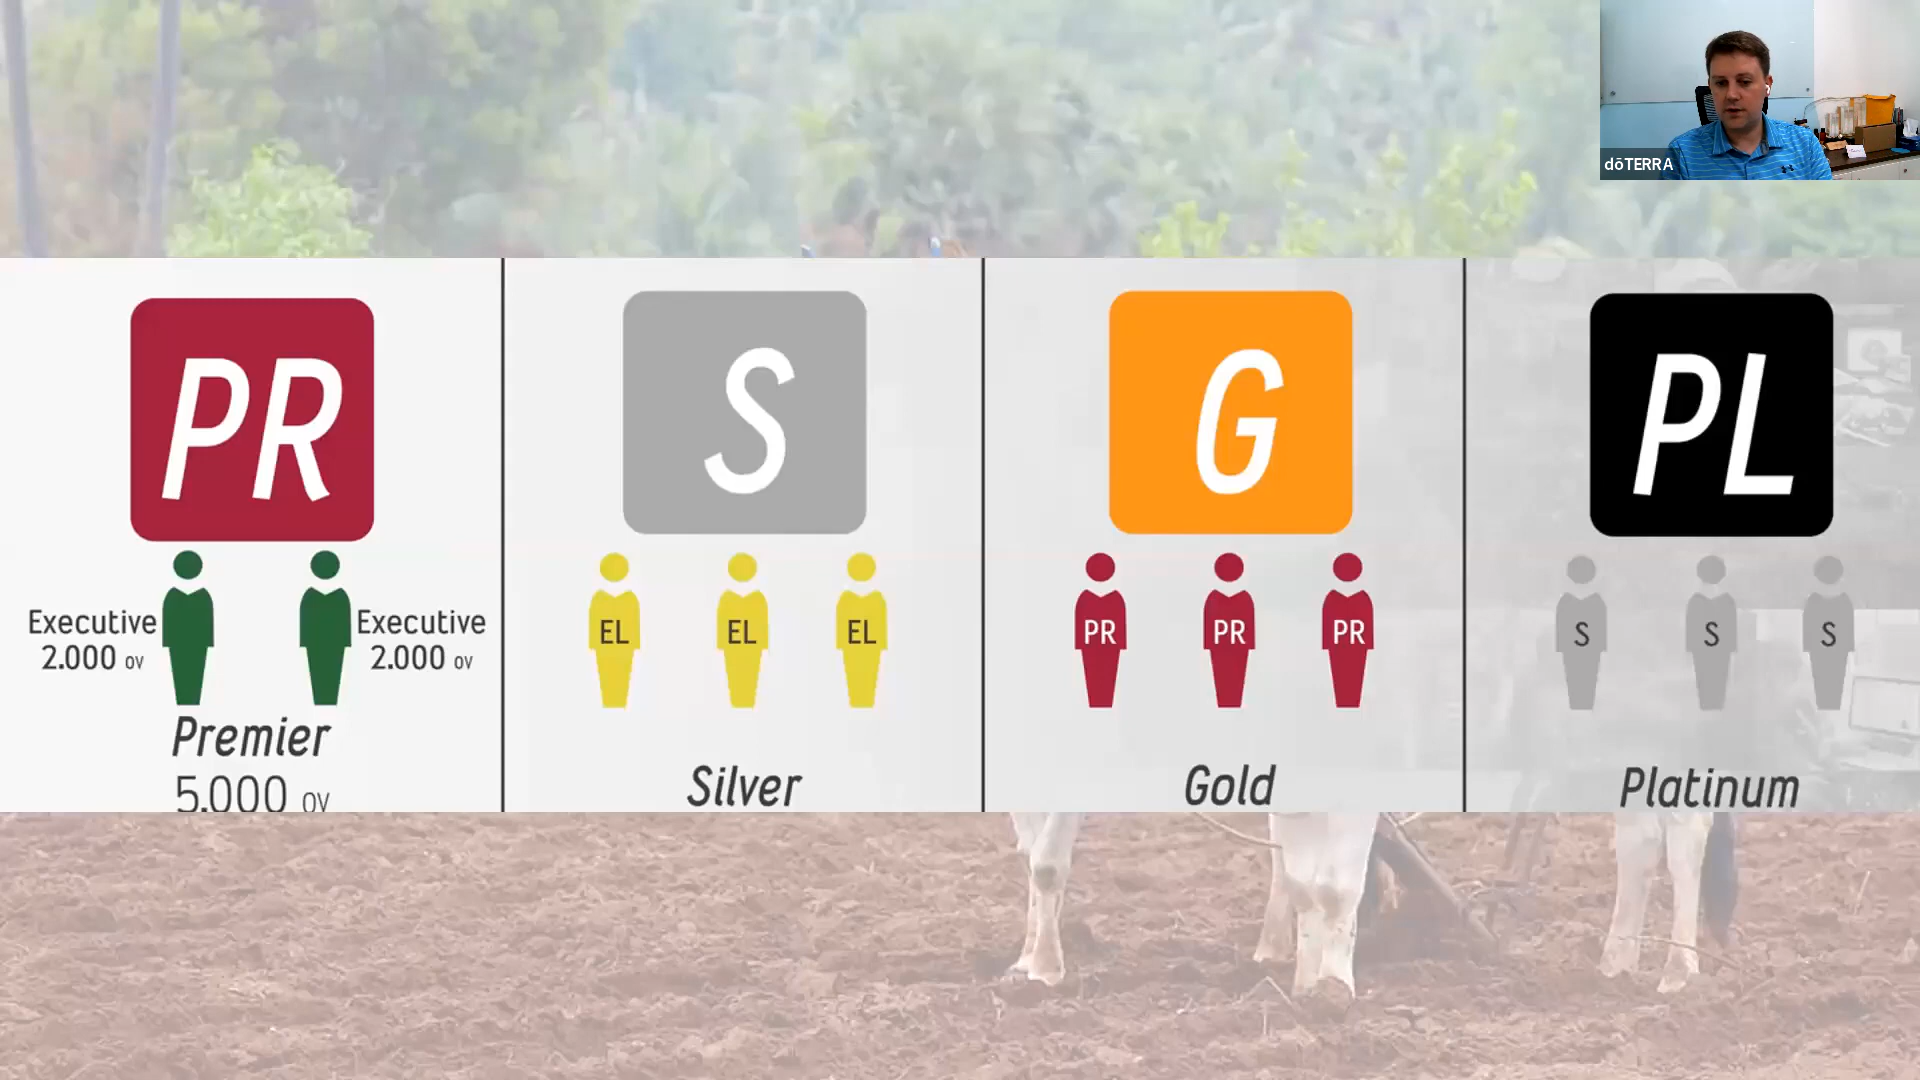 dōTERRA
PR
Executive
2.000 OV
Executive
2.000 OV
Premier
5.000 OV
S
EL EL EL
Silver
G
PR PR PR
Gold
PL
S S S
Platinum